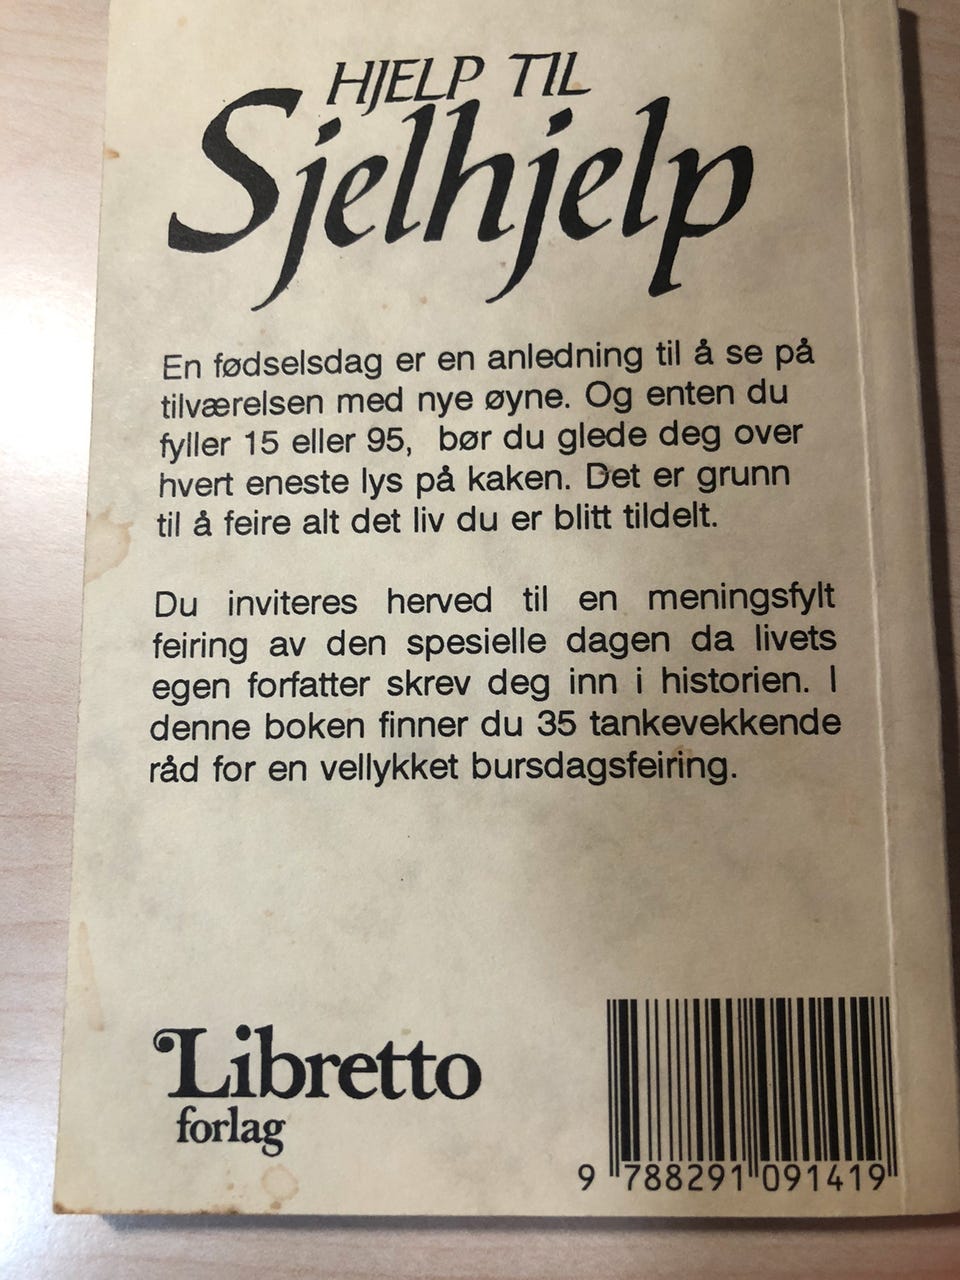 HJELP TIL
Sjelhjelp
En fødselsdag er en anledning til å se på
tilværelsen med nye øyne. Og enten du
fyller 15 eller 95, bør du glede deg over
hvert eneste lys på kaken. Det er grunn
til å feire alt det liv du er blitt tildelt.
Du inviteres herved til en meningsfylt
feiring av den spesielle dagen da livets
egen forfatter skrev deg inn i historien. I
denne boken finner du 35 tankevekkende
råd for en vellykket bursdagsfeiring.
Libretto
forlag
9 788291 091419